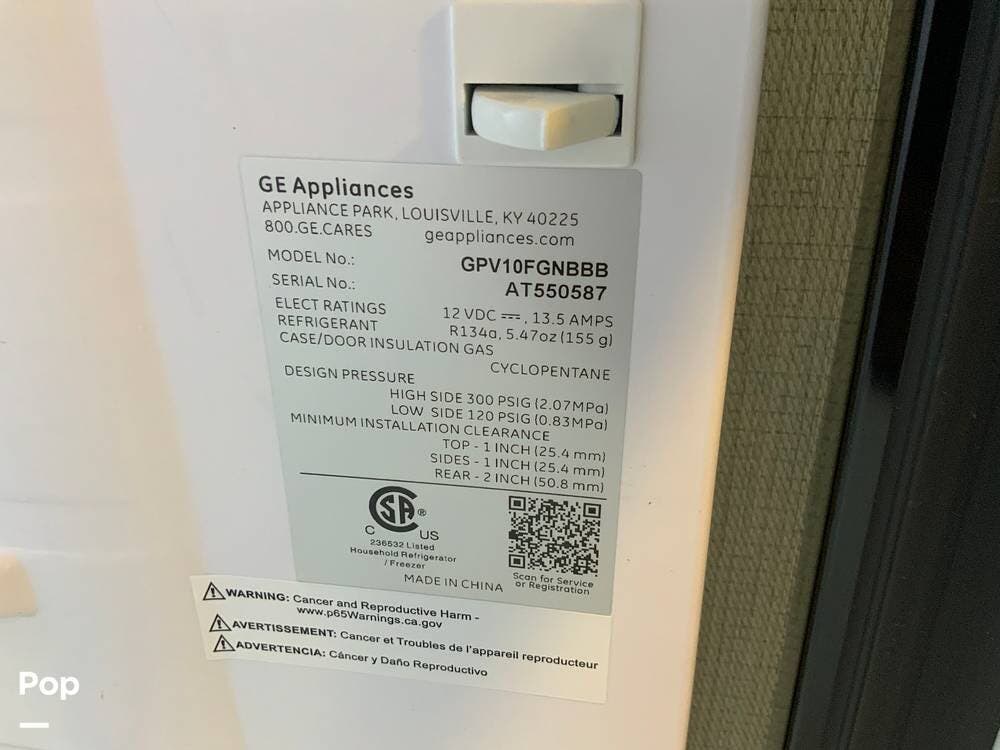 GE Appliances
APPLIANCE PARK, LOUISVILLE, KY 40225
800.GE.CARES geappliances.com
MODEL No.: GPV10FGNBBB
SERIAL No.: AT550587
ELECT RATINGS 12 VDC ⎓, 13.5 AMPS
REFRIGERANT R134a, 5.47oz (155 g)
CASE/DOOR INSULATION GAS
CYCLOPENTANE
DESIGN PRESSURE
HIGH SIDE 300 PSIG (2.07MPa)
LOW SIDE 120 PSIG (0.83MPa)
MINIMUM INSTALLATION CLEARANCE
TOP - 1 INCH (25.4 mm)
SIDES - 1 INCH (25.4 mm)
REAR - 2 INCH (50.8 mm)
CSA ®
C US
236532 Listed
Household Refrigerator
/ Freezer
MADE IN CHINA
Scan for Service
or Registration
WARNING: Cancer and Reproductive Harm -
www.p65Warnings.ca.gov
AVERTISSEMENT: Cancer et Troubles de l'appareil reproducteur
ADVERTENCIA: Cáncer y Daño Reproductivo
Pop